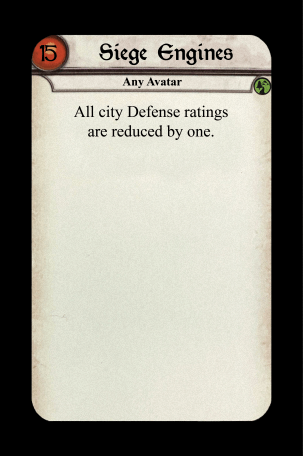 15
Siege Engines
Any Avatar
All city Defense ratings
are reduced by one.